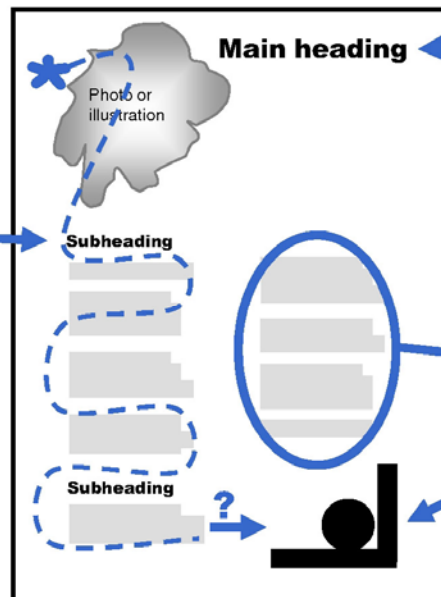 Main heading
Photo or
illustration
Subheading
Subheading
?